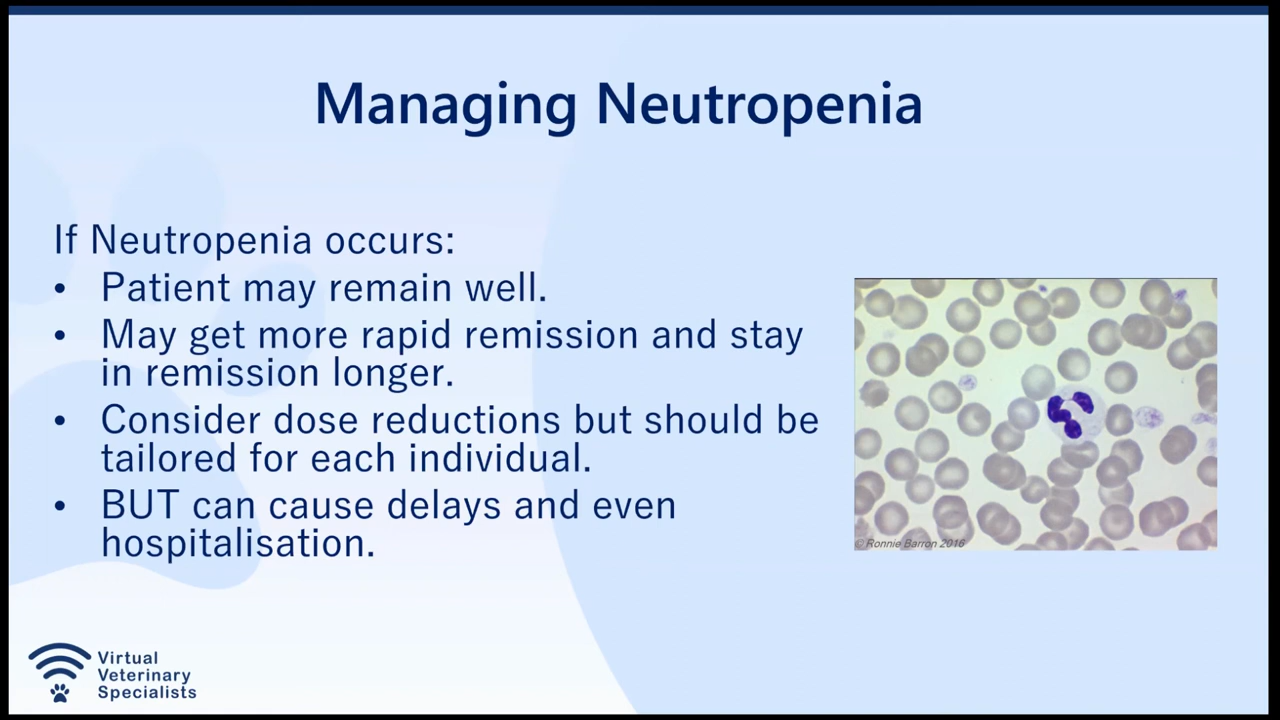 Managing Neutropenia
If Neutropenia occurs:
• Patient may remain well.
• May get more rapid remission and stay
in remission longer.
• Consider dose reductions but should be
tailored for each individual.
• BUT can cause delays and even
hospitalisation.
© Ronnie Barron 2016
Virtual
Veterinary
Specialists